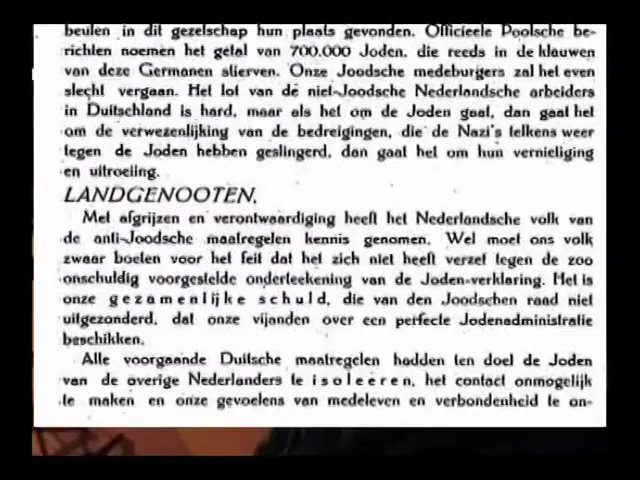 beulen in dit gezelschap hun plaats gevonden. Officieele Poolsche be-
richten noemen het getal van 700.000 Joden, die reeds in de klauwen
van deze Germanen stierven. Onze Joodsche medeburgers zal het even
slecht vergaan. Het lot van de niet-Joodsche Nederlandsche arbeiders
in Duitschland is hard, maar als het om de Joden gaat, dan gaat het
om de verwezenlijking van de bedreigingen, die de Nazi's telkens weer
tegen de Joden hebben geslingerd, dan gaat het om hun vernietiging
en uitroeiing.
LANDGENOOTEN,
Met afgrijzen en verontwaardiging heeft het Nederlandsche volk van
de anti-Joodsche maatregelen kennis genomen. Wel moet ons volk
zwaar boeten voor het feit dat het zich niet heeft verzet tegen de zoo
onschuldig voorgestelde onderteekening van de Joden-verklaring. Het is
onze gezamenlijke schuld, die van den Joodschen raad niet
uitgezonderd, dat onze vijanden over een perfecte Jodenadministratie
beschikken.
Alle voorgaande Duitsche maatregelen hadden ten doel de Joden
van de overige Nederlanders te isoleeren, het contact onmogelijk
te maken en onze gevoelens van medeleven en verbondenheid te on-